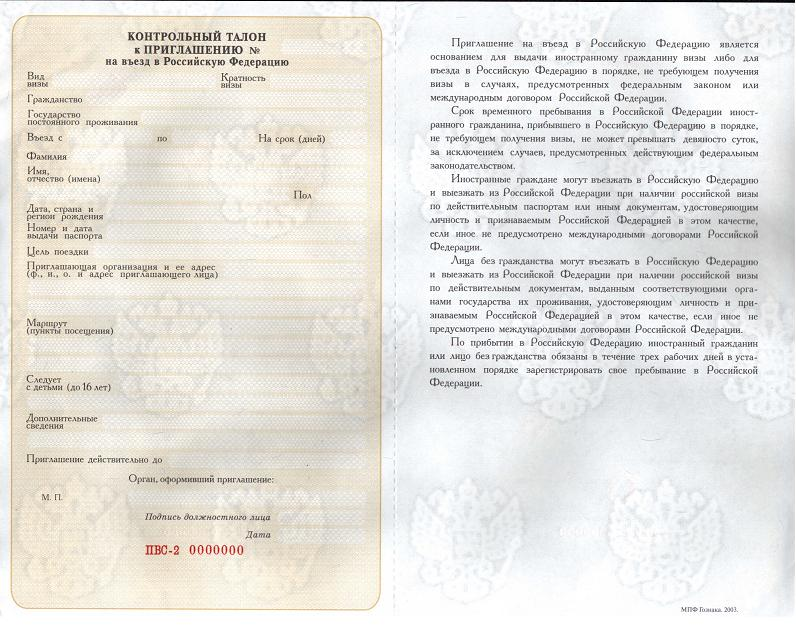 КОНТРОЛЬНЫЙ ТАЛОН
к ПРИГЛАШЕНИЮ №
на въезд в Российскую Федерацию
Вид
визы
Кратность
визы
Гражданство
Государство
постоянного проживания
Въезд с по На срок (дней)
Фамилия
Имя,
отчество (имена)
Пол
Дата, страна и
регион рождения
Номер и дата
выдачи паспорта
Цель поездки
Приглашающая организация и ее адрес
(ф., и., о. и адрес приглашающего лица)
Маршрут
(пункты посещения)
Следует
с детьми (до 16 лет)
Дополнительные
сведения
Приглашение действительно до
Орган, оформивший приглашение:
М. П.
Подпись должностного лица
Дата
ПВС-2 0000000
Приглашение на въезд в Российскую Федерацию является
основанием для выдачи иностранному гражданину визы либо для
въезда в Российскую Федерацию в порядке, не требующем получения
визы в случаях, предусмотренных федеральным законом или
международным договором Российской Федерации.
Срок временного пребывания в Российской Федерации иност-
ранного гражданина, прибывшего в Российскую Федерацию в порядке,
не требующем получения визы, не может превышать девяносто суток,
за исключением случаев, предусмотренных действующим федеральным
законодательством.
Иностранные граждане могут въезжать в Российскую Федерацию
и выезжать из Российской Федерации при наличии российской визы
по действительным паспортам или иным документам, удостоверяющим
личность и признаваемым Российской Федерацией в этом качестве,
если иное не предусмотрено международными договорами Российской
Федерации.
Лица без гражданства могут въезжать в Российскую Федерацию
и выезжать из Российской Федерации при наличии российской визы
по действительным документам, выданным соответствующими орга-
нами государства их проживания, удостоверяющим личность и при-
знаваемым Российской Федерацией в этом качестве, если иное не
предусмотрено международными договорами Российской Федерации.
По прибытии в Российскую Федерацию иностранный гражданин
или лицо без гражданства обязаны в течение трех рабочих дней в уста-
новленном порядке зарегистрировать свое пребывание в Российской
Федерации.
МПФ Гознака. 2003.